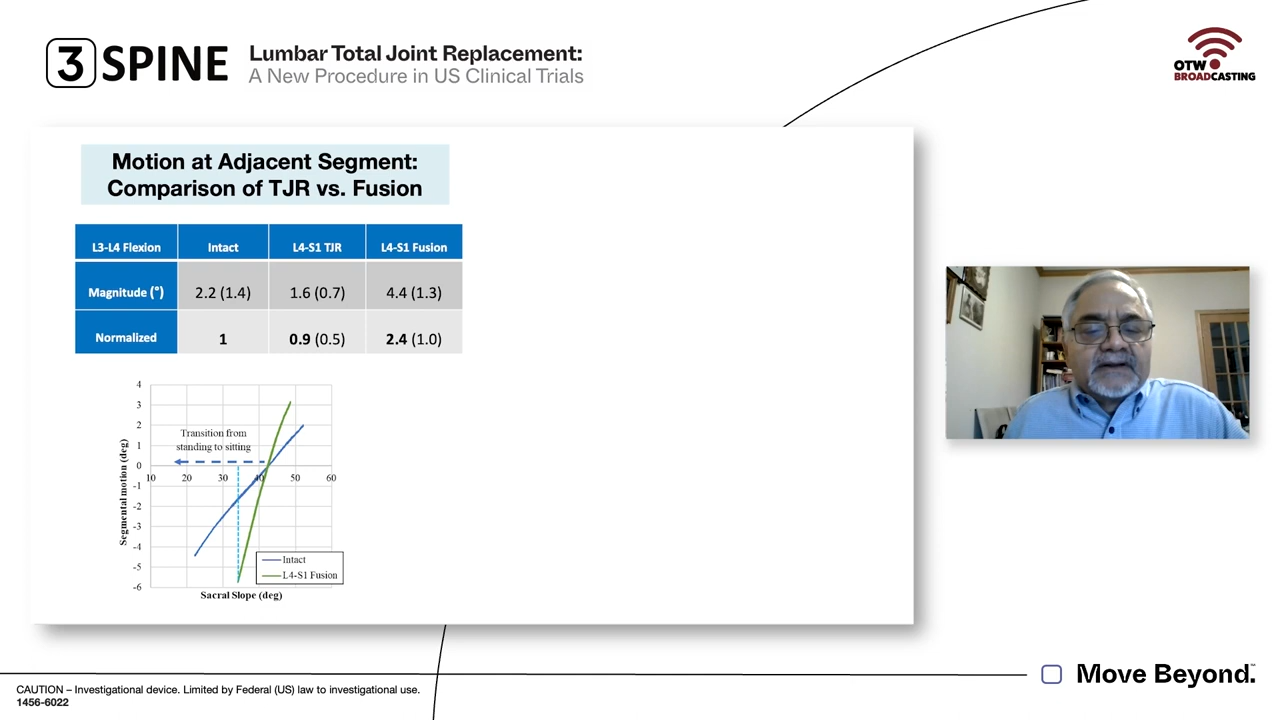 3 SPINE
Lumbar Total Joint Replacement:
A New Procedure in US Clinical Trials
OTW
BROADCASTING
Motion at Adjacent Segment:
Comparison of TJR vs. Fusion
L3-L4 Flexion Intact L4-S1 TJR L4-S1 Fusion
Magnitude (°) 2.2 (1.4) 1.6 (0.7) 4.4 (1.3)
Normalized 1 0.9 (0.5) 2.4 (1.0)
4
3
2
1
0
-1
-2
-3
-4
-5
-6
Segmental motion (deg)
Transition from
standing to sitting
10 20 30 40 50 60
Intact
L4-S1 Fusion
Sacral Slope (deg)
Move Beyond.™
CAUTION – Investigational device. Limited by Federal (US) law to investigational use.
1456-6022